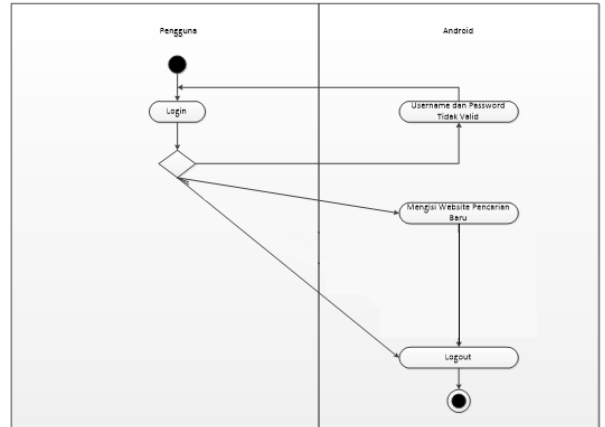 Pengguna
Android
Login
Username dan Password
Tidak Valid
Mengisi Website Pencarian
Baru
Logout